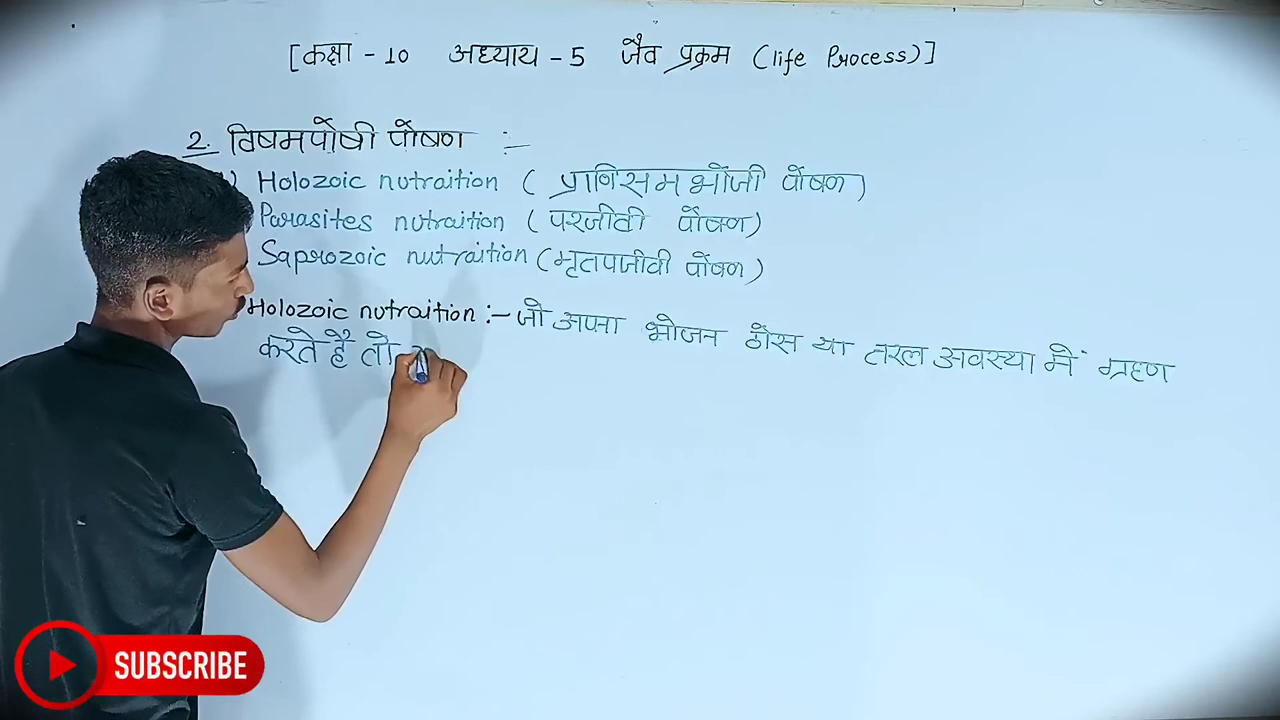 [कक्षा - 10 अध्याय - 5 जैव प्रक्रम (life Process)]
2. विषमपोषी पोषण :-
) Holozoic nutraition ( प्राणिसमभोजी पोषण)
Parasites nutraition (परजीवी पोषण)
Saprozoic nutraition (मृतपजीवी पोषण)
Holozoic nutraition :- जो अपना भोजन ठोस या तरल अवस्था में ग्रहण
करते है तो
SUBSCRIBE